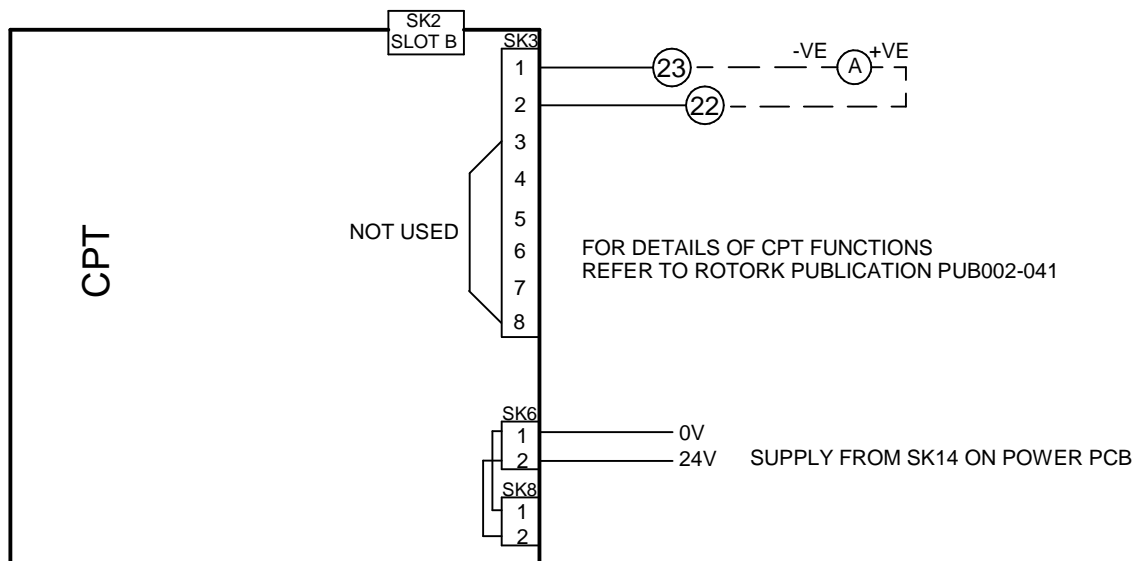 SK2
SLOT B
SK3
1
23
-VE
A
+VE
2
22
3
4
5
NOT USED
6
7
8
CPT
FOR DETAILS OF CPT FUNCTIONS
REFER TO ROTORK PUBLICATION PUB002-041
SK6
1
0V
2
24V
SUPPLY FROM SK14 ON POWER PCB
SK8
1
2